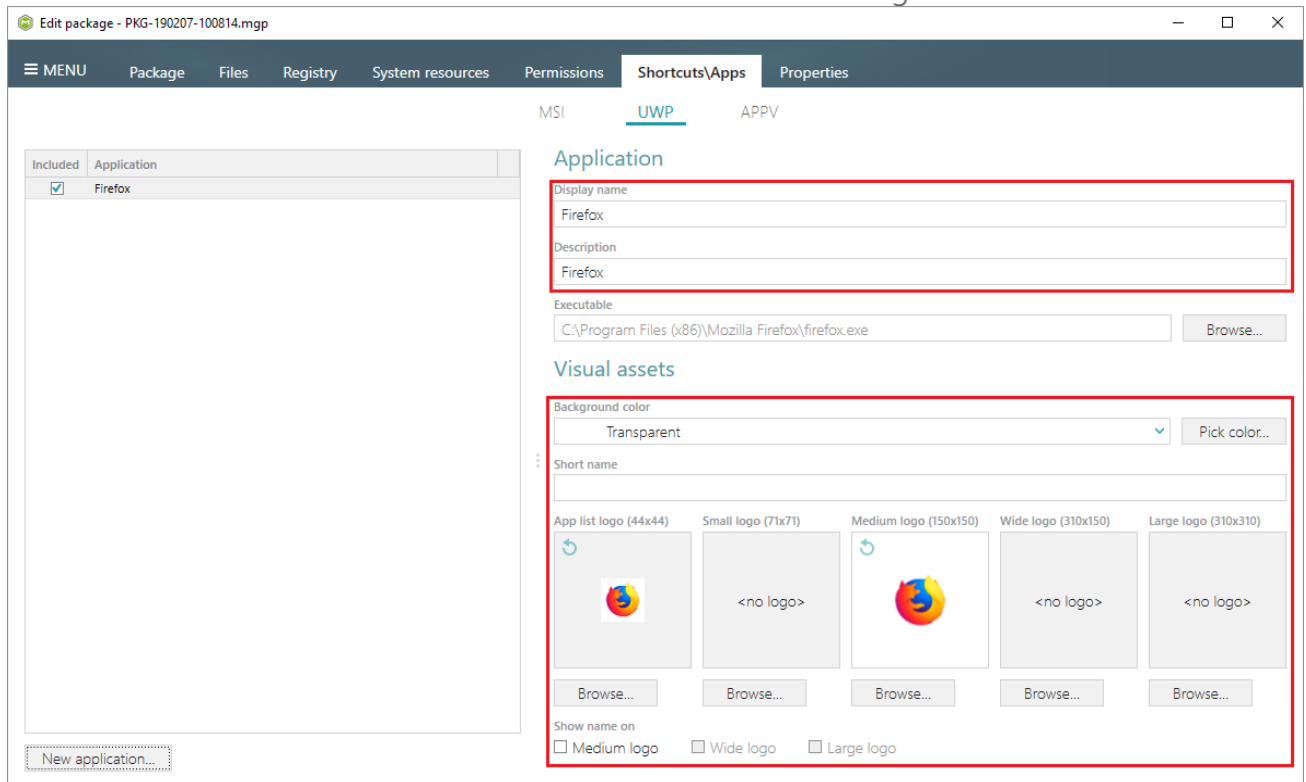 Edit package - PKG-190207-100814.mgp
MENU Package Files Registry System resources Permissions Shortcuts\Apps Properties
MSI UWP APPV
Included Application
Firefox
New application...
Application
Display name
Firefox
Description
Firefox
Executable
C:\Program Files (x86)\Mozilla Firefox\firefox.exe Browse...
Visual assets
Background color
Transparent Pick color...
Short name
App list logo (44x44) Small logo (71x71) Medium logo (150x150) Wide logo (310x150) Large logo (310x310)
<no logo> <no logo> <no logo>
Browse... Browse... Browse... Browse... Browse...
Show name on
Medium logo Wide logo Large logo